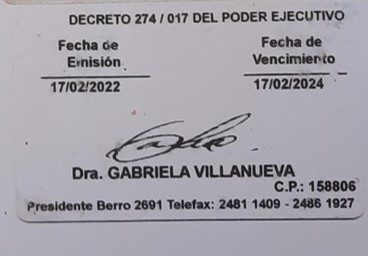 DECRETO 274 / 017 DEL PODER EJECUTIVO
Fecha de Emisión
Fecha de Vencimiento
17/02/2022
17/02/2024
Dra. GABRIELA VILLANUEVA
C.P.: 158806
Presidente Berro 2691 Telefax: 2481 1409 - 2486 1927